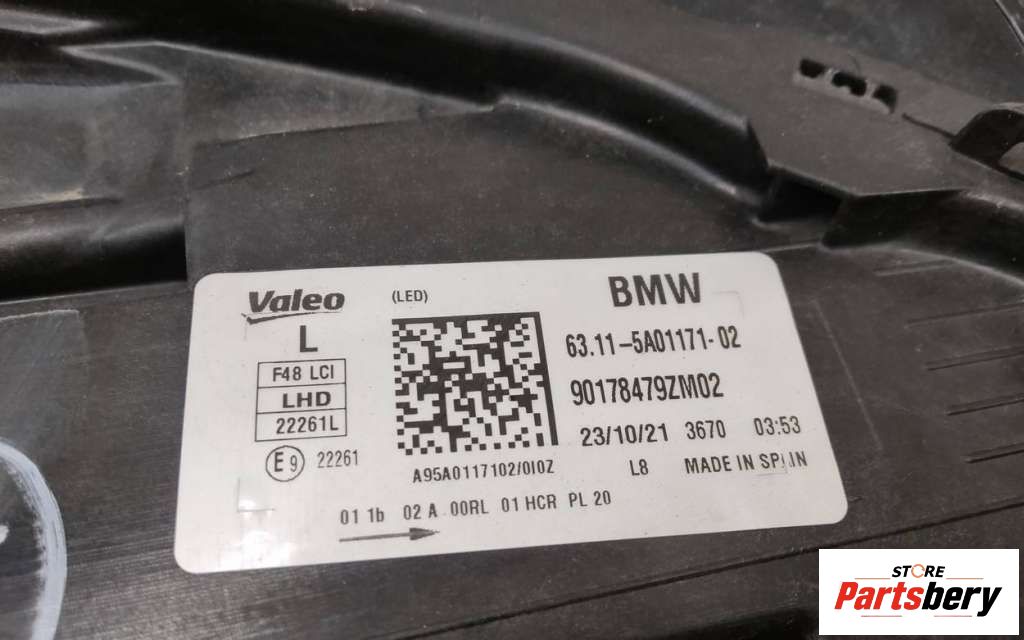 Valeo
(LED)
BMW
L
63.11-5A01171-02
F48 LCI
LHD
22261L
90178479ZM02
23/10/21 3670 03:53
E9 22261
A95A0117102/0I0Z
L8 MADE IN SPAIN
01 1b 02 A 00RL 01 HCR PL 20
STORE
Partsbery